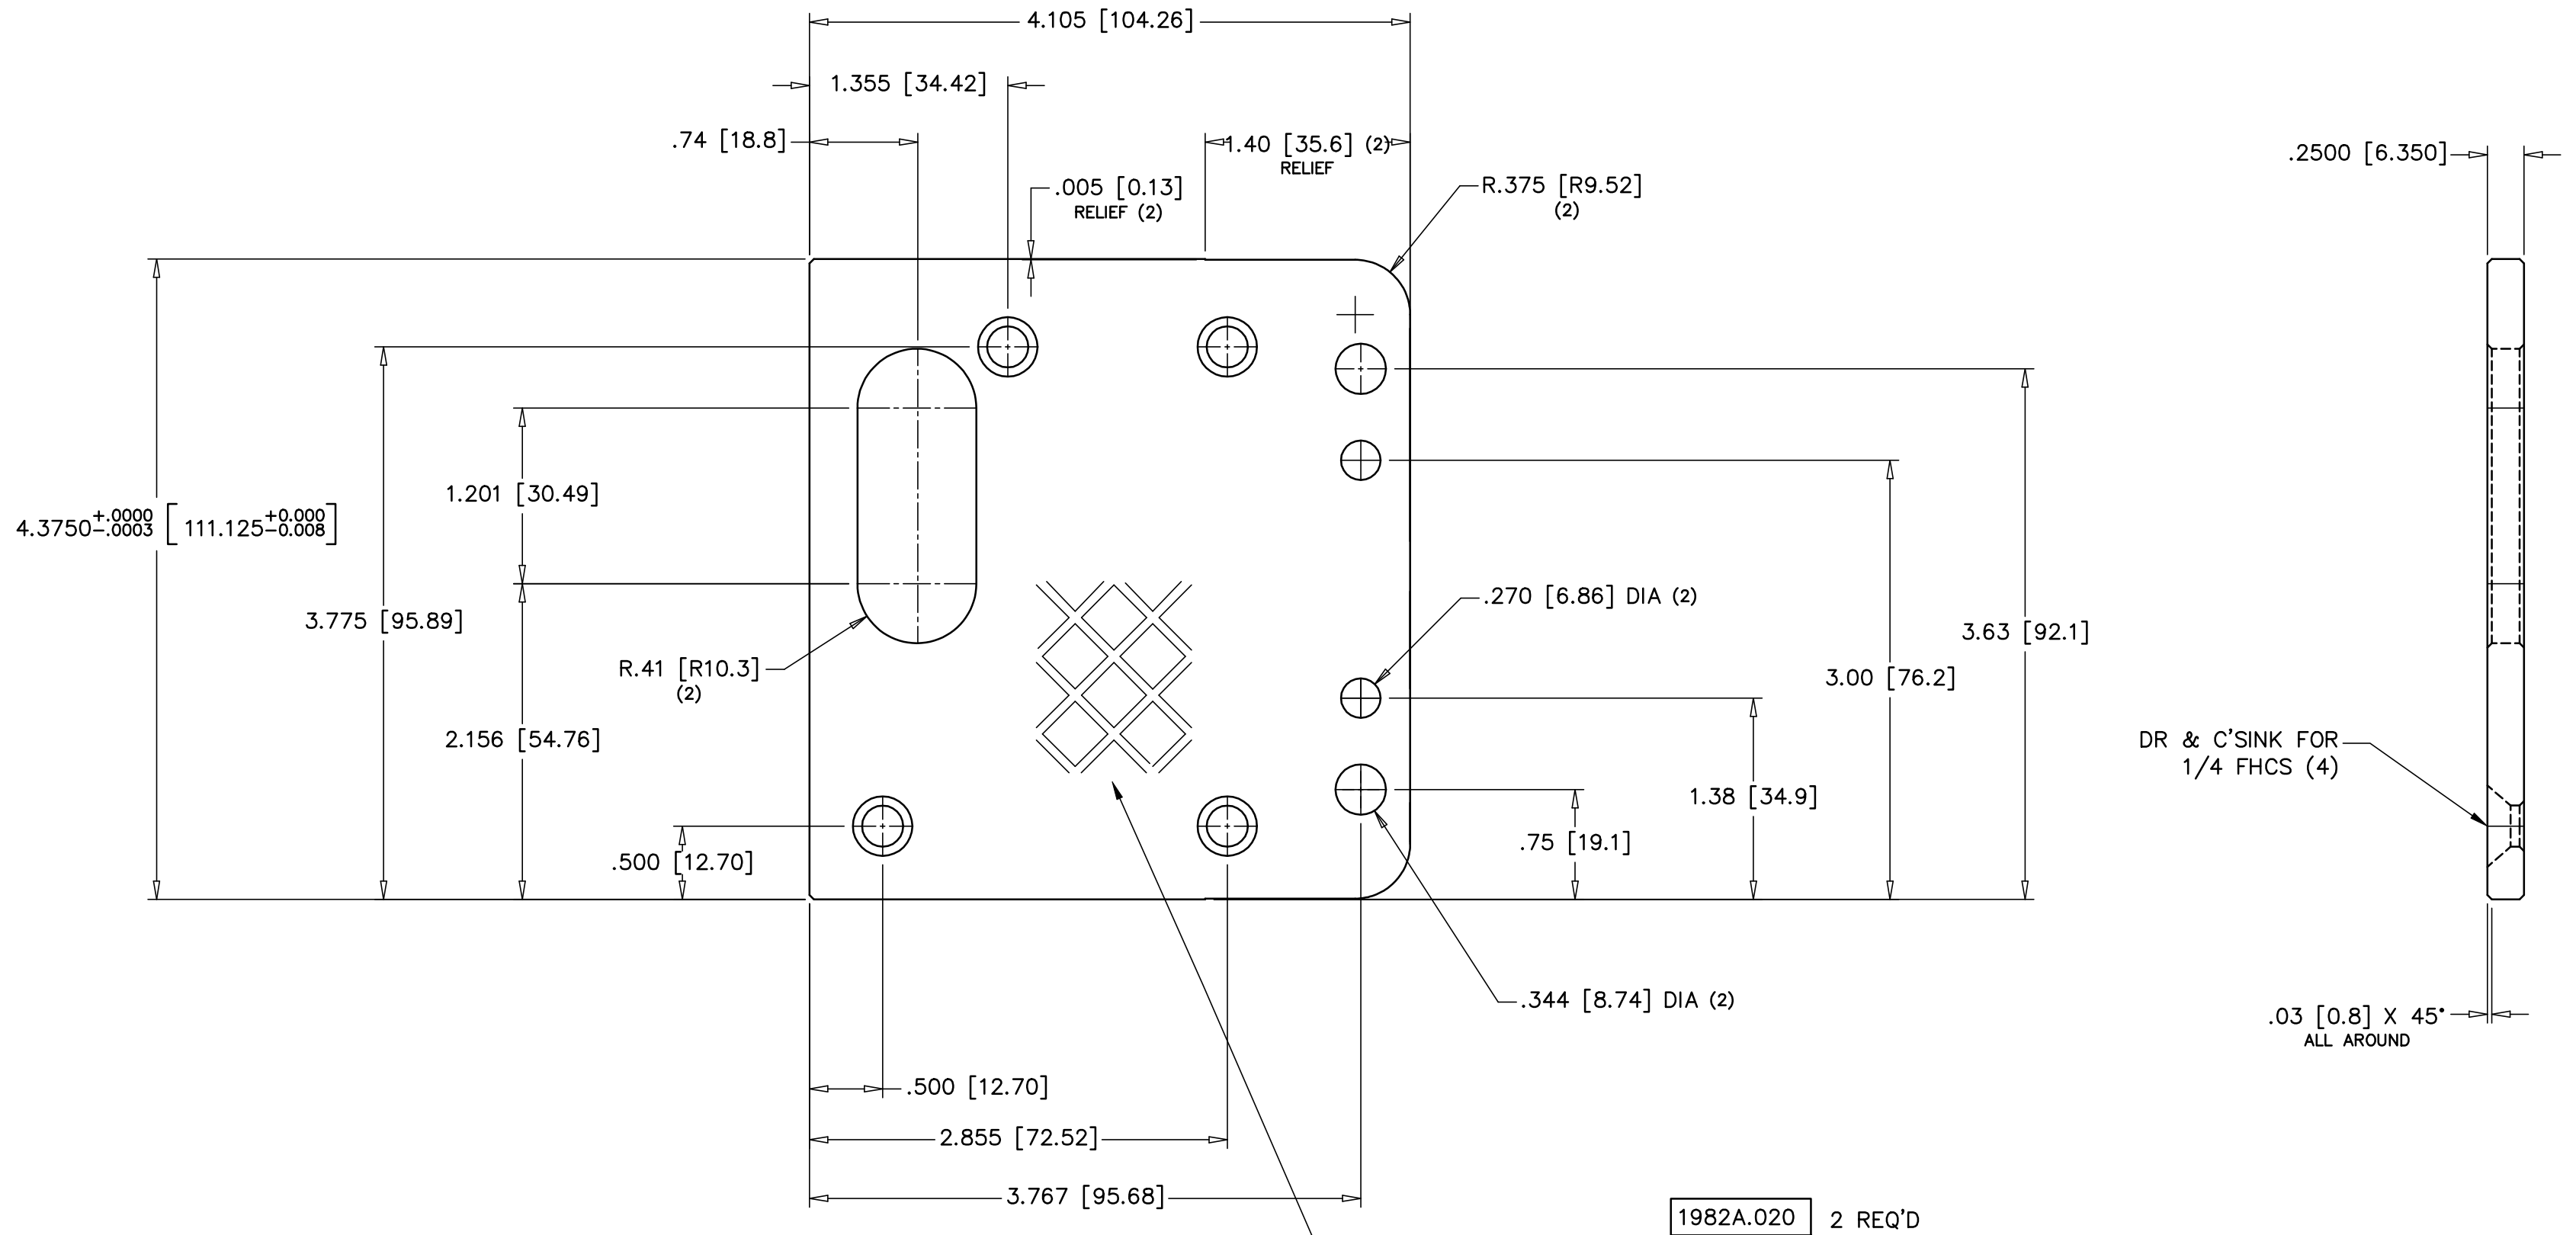 4.105 [104.26]
1.355 [34.42]
.74 [18.8]
1.40 [35.6] (2)
RELIEF
.2500 [6.350]
.005 [0.13]
RELIEF (2)
R.375 [R9.52]
(2)
1.201 [30.49]
4.3750+.0000-.0003 [111.125+0.000-0.008]
3.775 [95.89]
.270 [6.86] DIA (2)
3.63 [92.1]
R.41 [R10.3]
(2)
3.00 [76.2]
2.156 [54.76]
DR & C'SINK FOR
1/4 FHCS (4)
1.38 [34.9]
.75 [19.1]
.500 [12.70]
.344 [8.74] DIA (2)
.03 [0.8] X 45°
ALL AROUND
.500 [12.70]
2.855 [72.52]
3.767 [95.68]
1982A.020 2 REQ'D